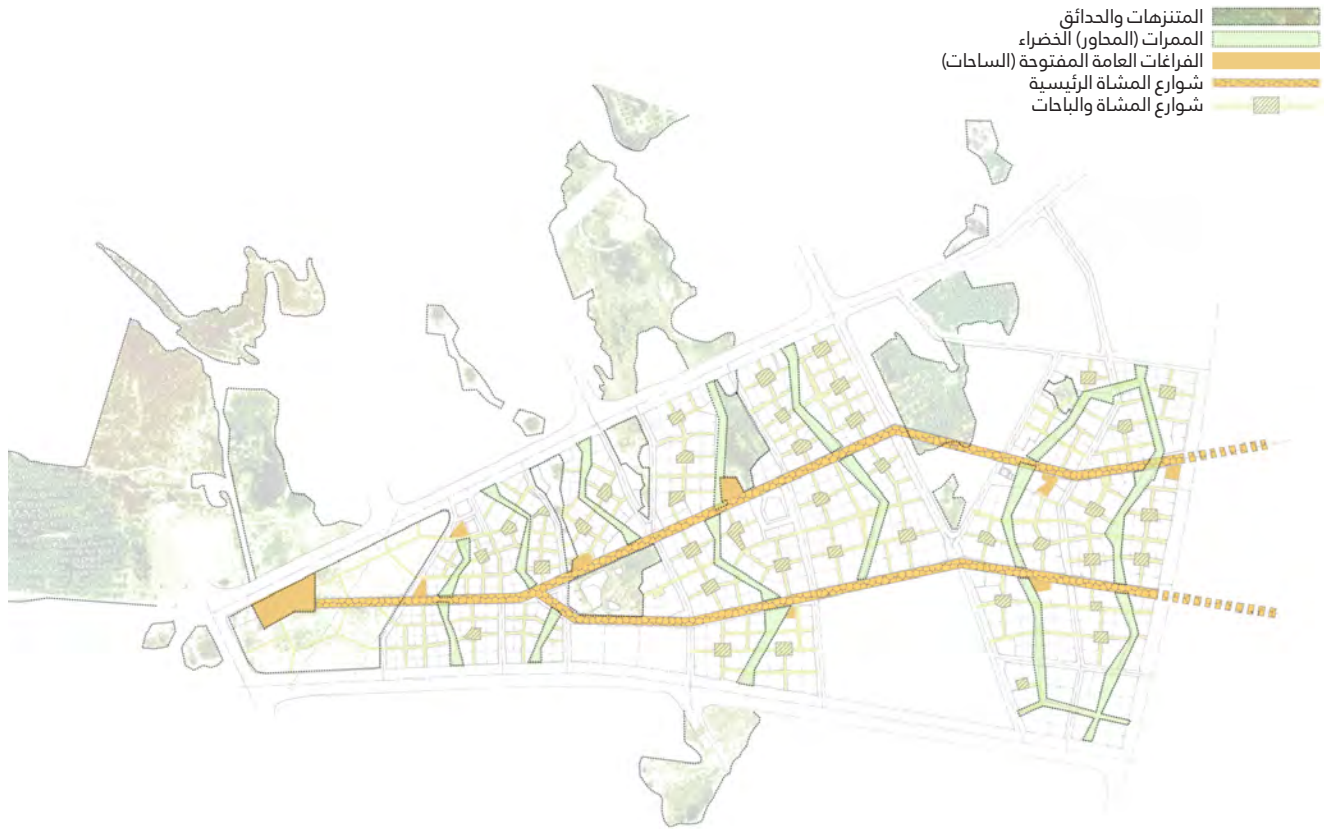 المتنزهات والحدائق
الممرات (المحاور) الخضراء
الفراغات العامة المفتوحة (الساحات)
شوارع المشاة الرئيسية
شوارع المشاة والباحات